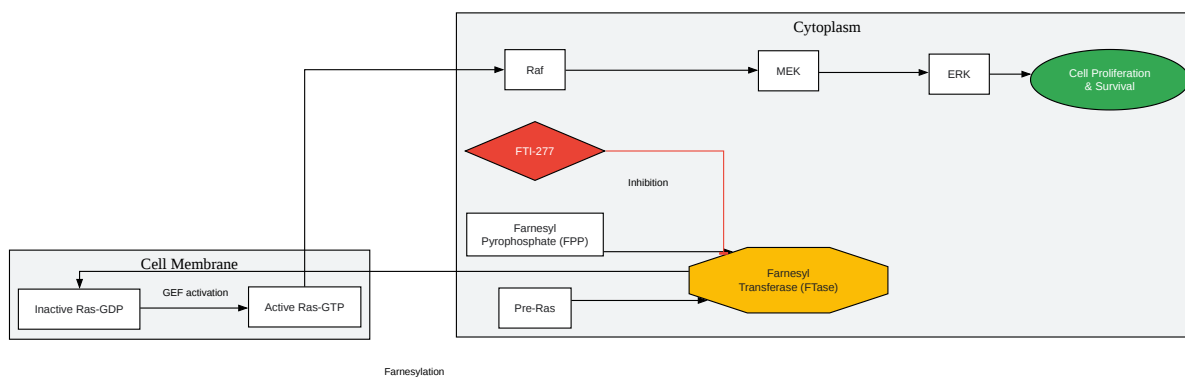 Cytoplasm
Raf
MEK
ERK
Cell Proliferation
& Survival
FTI-277
Inhibition
Farnesyl
Pyrophosphate (FPP)
Cell Membrane
Farnesyl
Transferase (FTase)
GEF activation
Inactive Ras-GDP
Active Ras-GTP
Pre-Ras
Farnesylation